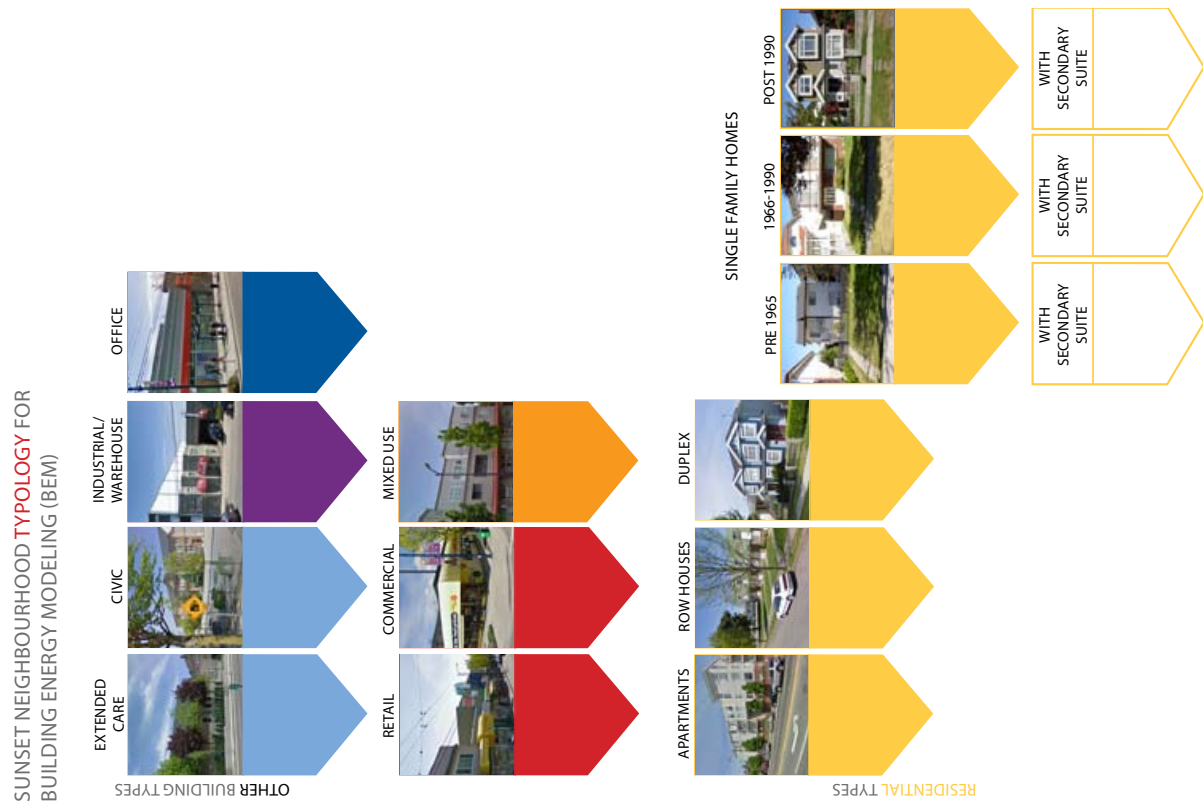 SUNSET NEIGHBOURHOOD TYPOLOGY FOR
BUILDING ENERGY MODELING (BEM)
OTHER BUILDING TYPES
EXTENDED
CARE
CIVIC
INDUSTRIAL/
WAREHOUSE
OFFICE
RETAIL
COMMERCIAL
MIXED USE
RESIDENTIAL TYPES
APARTMENTS
ROW HOUSES
DUPLEX
SINGLE FAMILY HOMES
PRE 1965
1966-1990
POST 1990
WITH
SECONDARY
SUITE
WITH
SECONDARY
SUITE
WITH
SECONDARY
SUITE